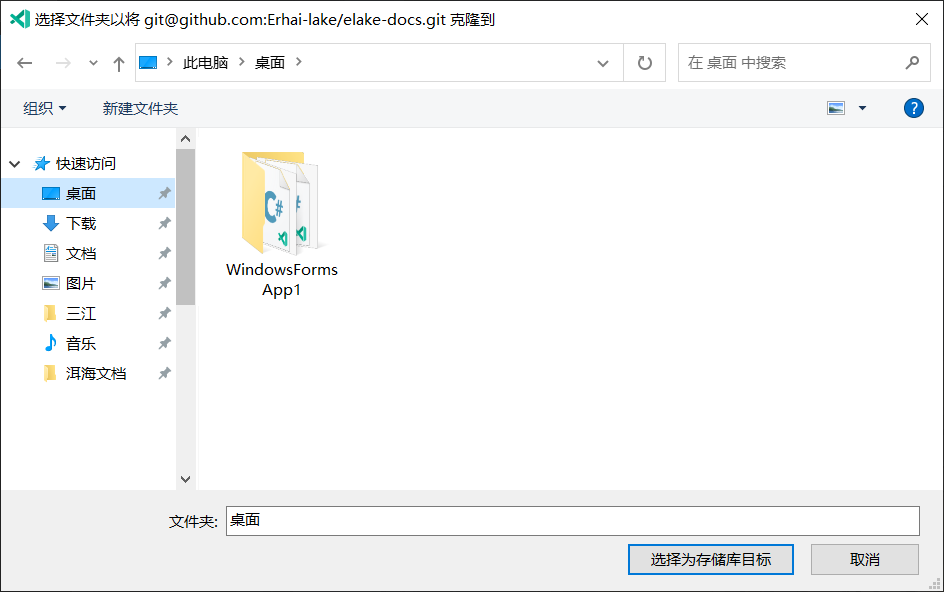 选择文件夹以将 git@github.com:Erhai-lake/elake-docs.git 克隆到
此电脑 桌面
在 桌面 中搜索
组织 新建文件夹
快速访问
桌面
下载
文档
图片
三江
音乐
洱海文档
C#
#
WindowsForms
App1
文件夹: 桌面
选择为存储库目标 取消